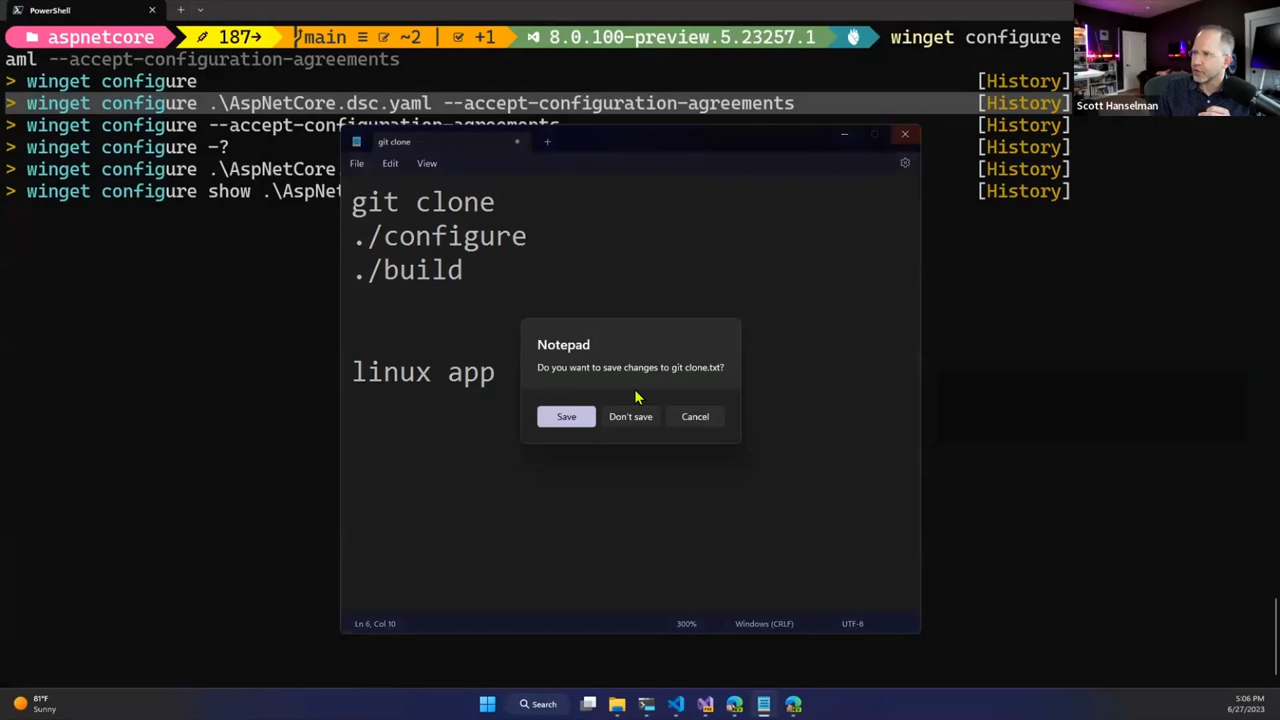 PowerShell
aspnetcore 187 main ≡ ~2 | +1 8.0.100-preview.5.23257.1 winget configure
aml --accept-configuration-agreements
> winget configure [History]
> winget configure .\AspNetCore.dsc.yaml --accept-configuration-agreements [History]
> winget configure --accept-configuration-agreements [History]
> winget configure -? [History]
> winget configure .\AspNetCore. [History]
> winget configure show .\AspNet [History]
Scott Hanselman
git clone
File Edit View
git clone
./configure
./build
linux app
Notepad
Do you want to save changes to git clone.txt?
Save Don't save Cancel
Ln 6, Col 10 300% Windows (CRLF) UTF-8
81°F
Sunny
Search
5:06 PM
6/27/2023